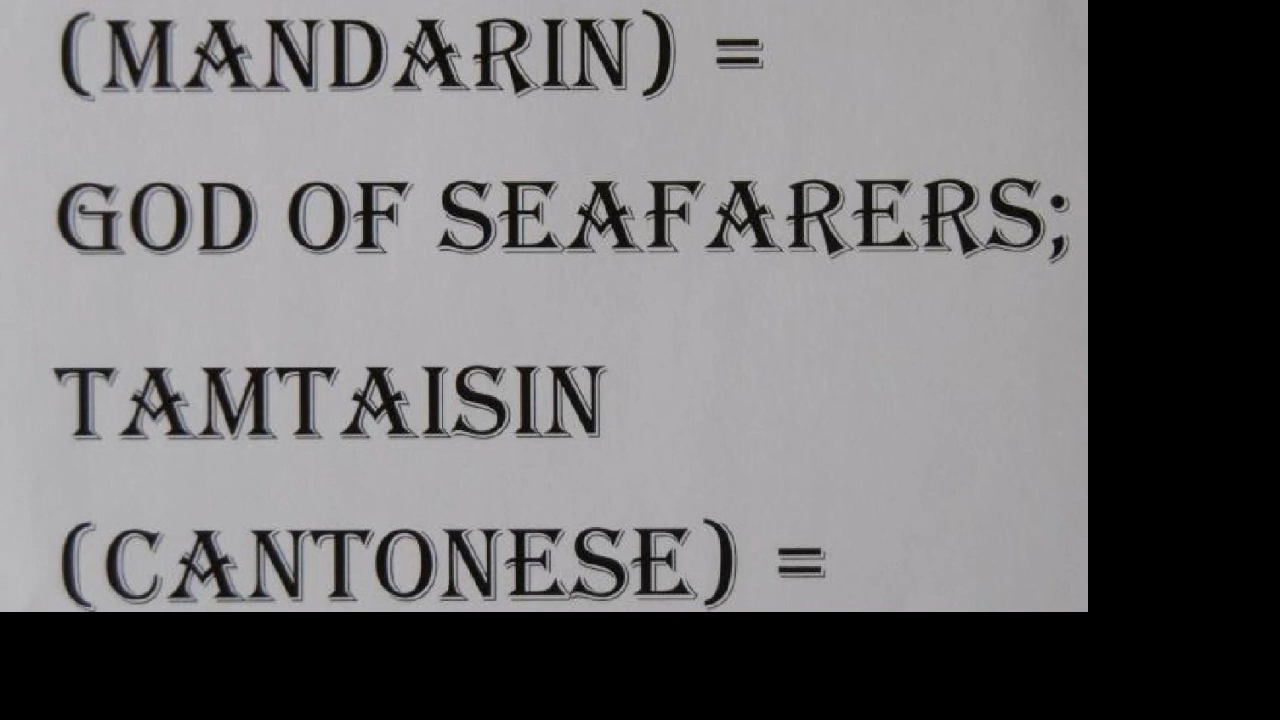 (MANDARIN) =
GOD OF SEAFARERS;
TAMTAISIN
(CANTONESE) =